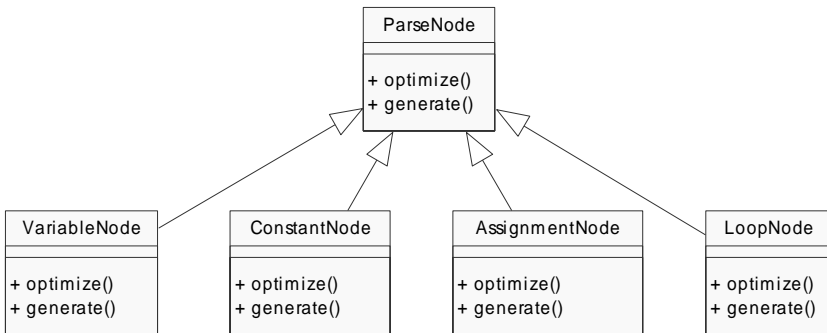 ParseNode
+ optimize()
+ generate()
VariableNode
+ optimize()
+ generate()
ConstantNode
+ optimize()
+ generate()
AssignmentNode
+ optimize()
+ generate()
LoopNode
+ optimize()
+ generate()